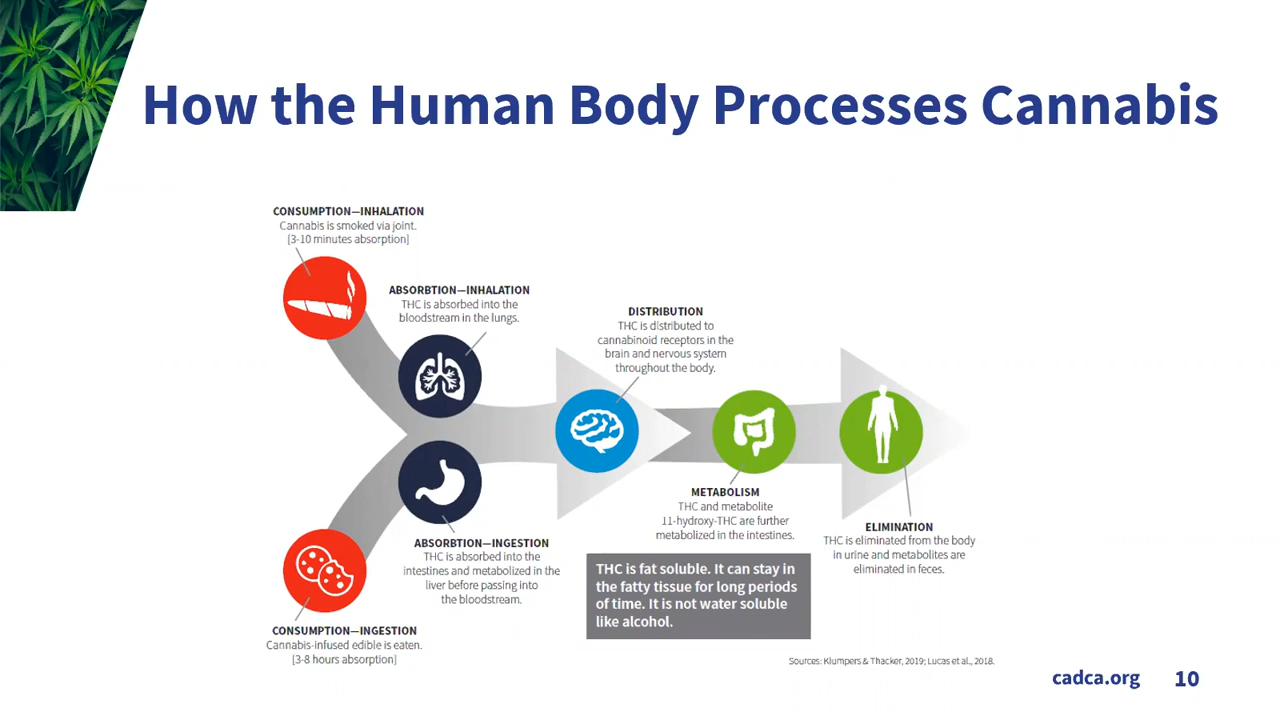 How the Human Body Processes Cannabis
CONSUMPTION—INHALATION
Cannabis is smoked via joint.
[3-10 minutes absorption]
ABSORBTION—INHALATION
THC is absorbed into the
bloodstream in the lungs.
DISTRIBUTION
THC is distributed to
cannabinoid receptors in the
brain and nervous system
throughout the body.
METABOLISM
THC and metabolite
11-hydroxy-THC are further
metabolized in the intestines.
ELIMINATION
THC is eliminated from the body
in urine and metabolites are
eliminated in feces.
ABSORBTION—INGESTION
THC is absorbed into the
intestines and metabolized in the
liver before passing into
the bloodstream.
THC is fat soluble. It can stay in
the fatty tissue for long periods
of time. It is not water soluble
like alcohol.
CONSUMPTION—INGESTION
Cannabis-infused edible is eaten.
[3-8 hours absorption]
Sources: Klumpers & Thacker, 2019; Lucas et al., 2018.
cadca.org 10